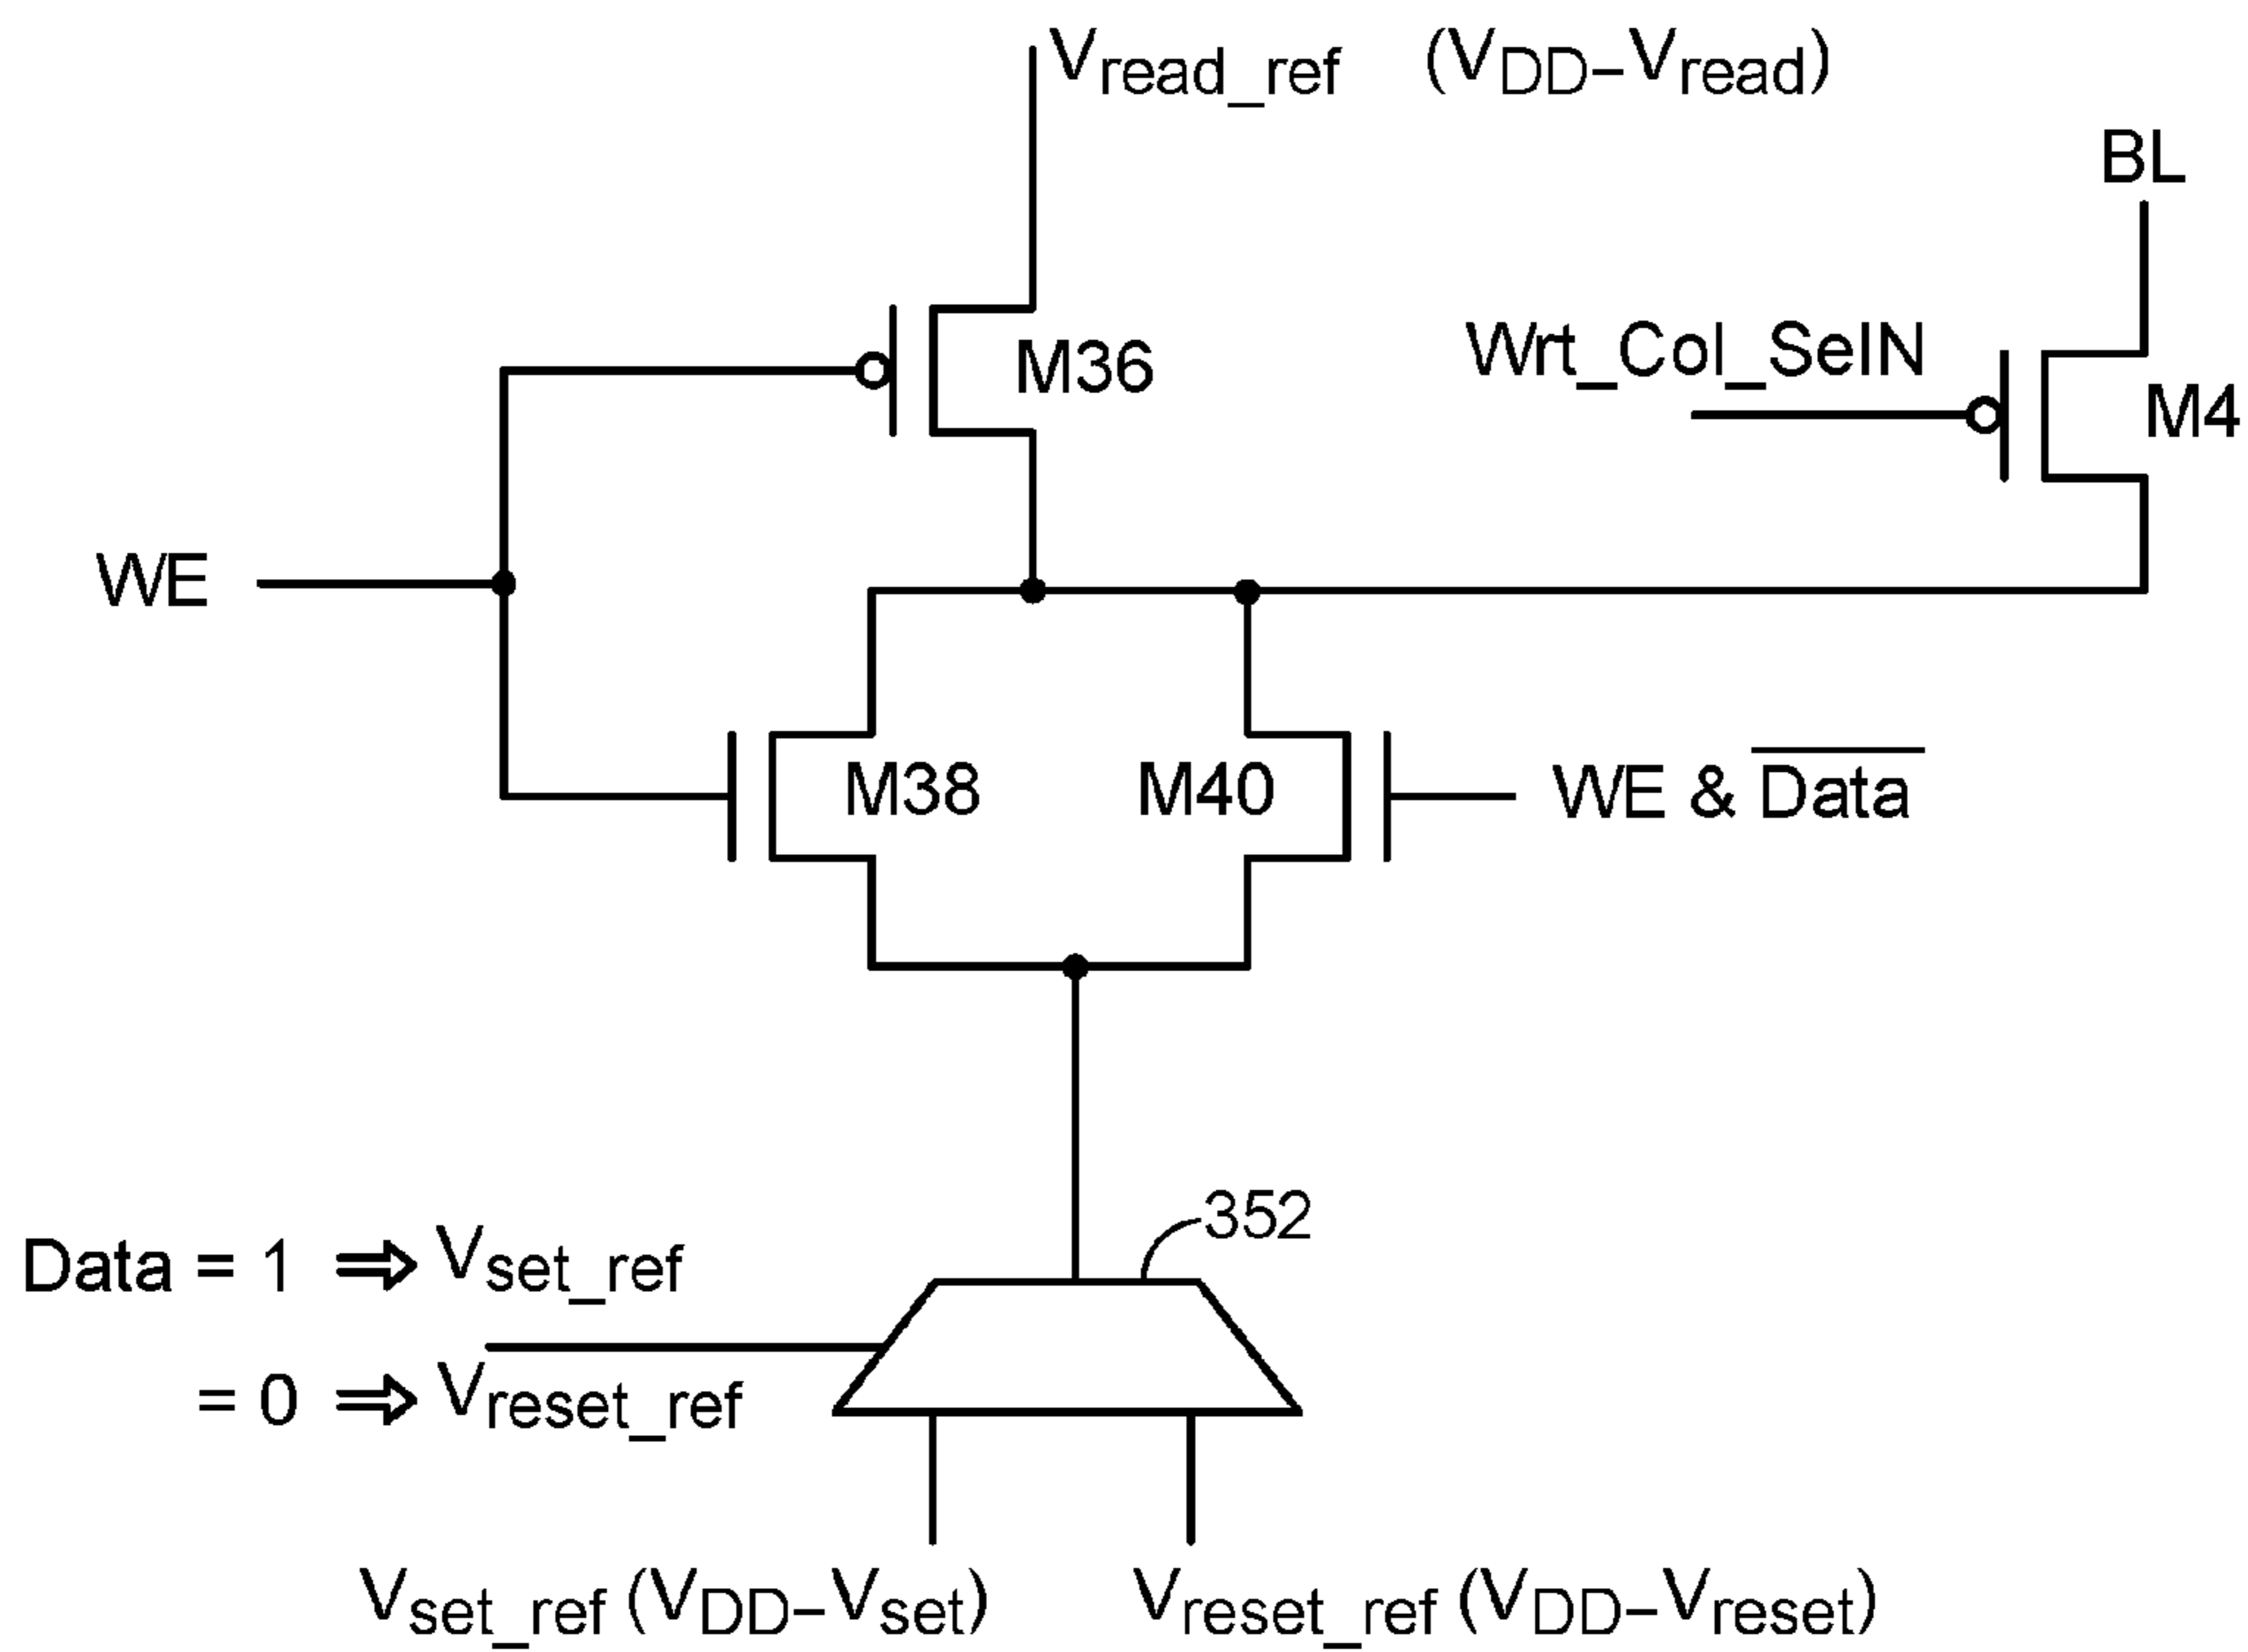 Vread_ref (VDD–Vread)
BL
Wrt_Col_SelN
M36
M4
WE
M38
M40
WE & D̅a̅t̅a̅
352
Data = 1 ⇒ Vset_ref
= 0 ⇒ Vreset_ref
Vset_ref (VDD–Vset)
Vreset_ref (VDD–Vreset)